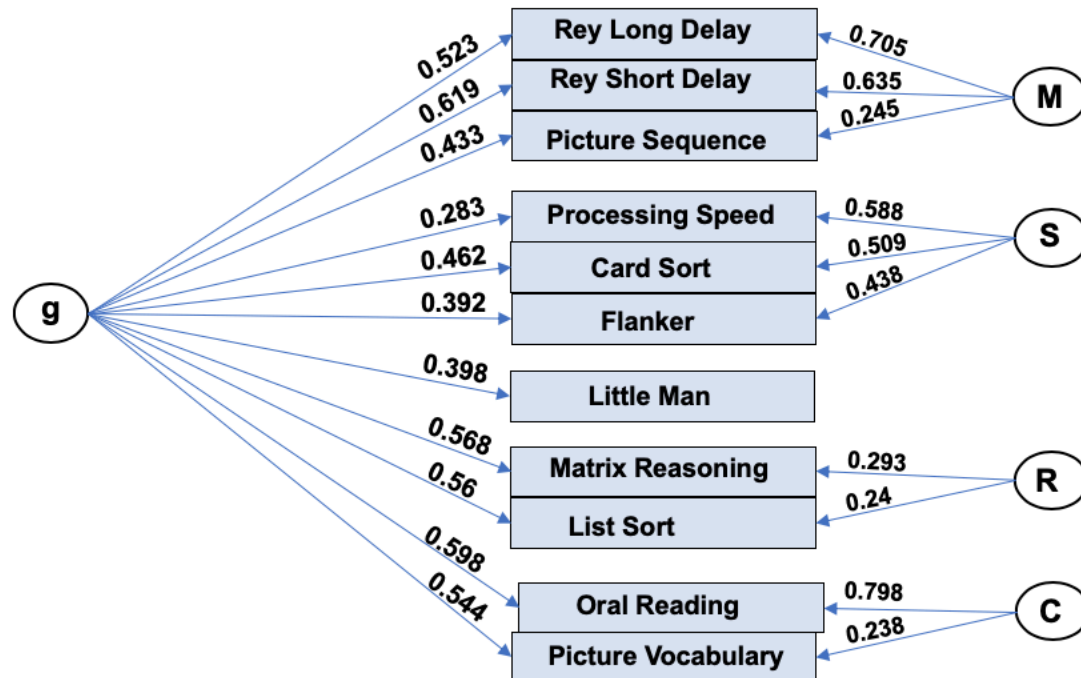 g
0.523
0.619
0.433
0.283
0.462
0.392
0.398
0.568
0.56
0.598
0.544
Rey Long Delay
Rey Short Delay
Picture Sequence
Processing Speed
Card Sort
Flanker
Little Man
Matrix Reasoning
List Sort
Oral Reading
Picture Vocabulary
0.705
0.635
0.245
M
0.588
0.509
0.438
S
0.293
0.24
R
0.798
0.238
C